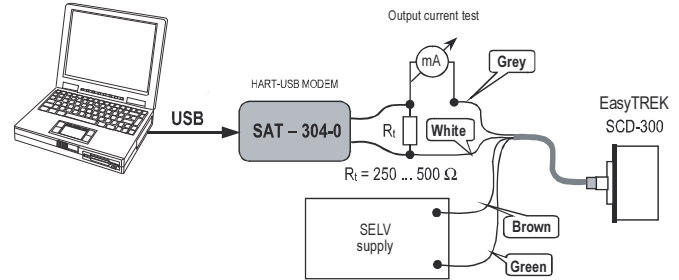 Output current test
mA
Grey
HART-USB MODEM
USB
SAT – 304-0
Rt
White
EasyTREK
SCD-300
Rt = 250 ... 500 Ω
SELV
supply
Brown
Green